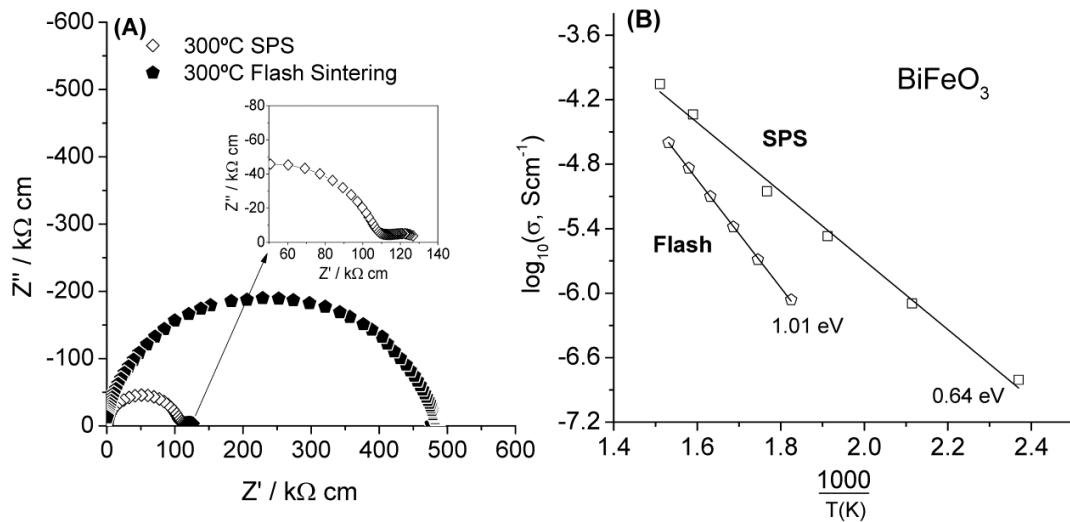 (A)
300ºC SPS
300ºC Flash Sintering
-600
-500
-400
-300
-200
-100
0
Z'' / kΩ cm
0 100 200 300 400 500 600
Z' / kΩ cm
-80
-60
-40
-20
0
Z'' / kΩ cm
60 80 100 120 140
Z' / kΩ cm
(B)
BiFeO3
SPS
Flash
1.01 eV
0.64 eV
-3.6
-4.2
-4.8
-5.4
-6.0
-6.6
-7.2
log10(σ, Scm-1)
1.4 1.6 1.8 2.0 2.2 2.4
1000
T(K)